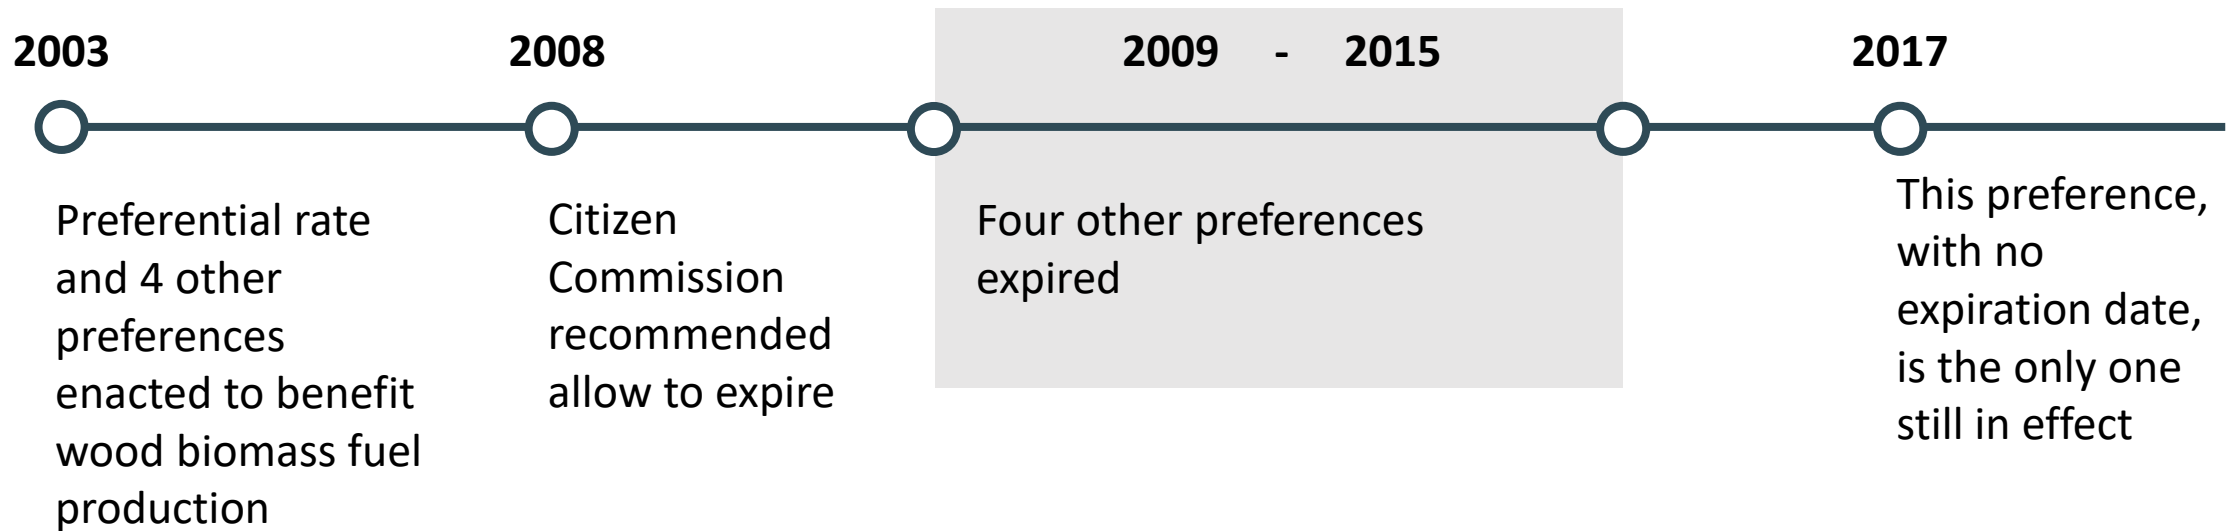 2003
Preferential rate
and 4 other
preferences
enacted to benefit
wood biomass fuel
production
2008
Citizen
Commission
recommended
allow to expire
2009 - 2015
Four other preferences
expired
2017
This preference,
with no
expiration date,
is the only one
still in effect